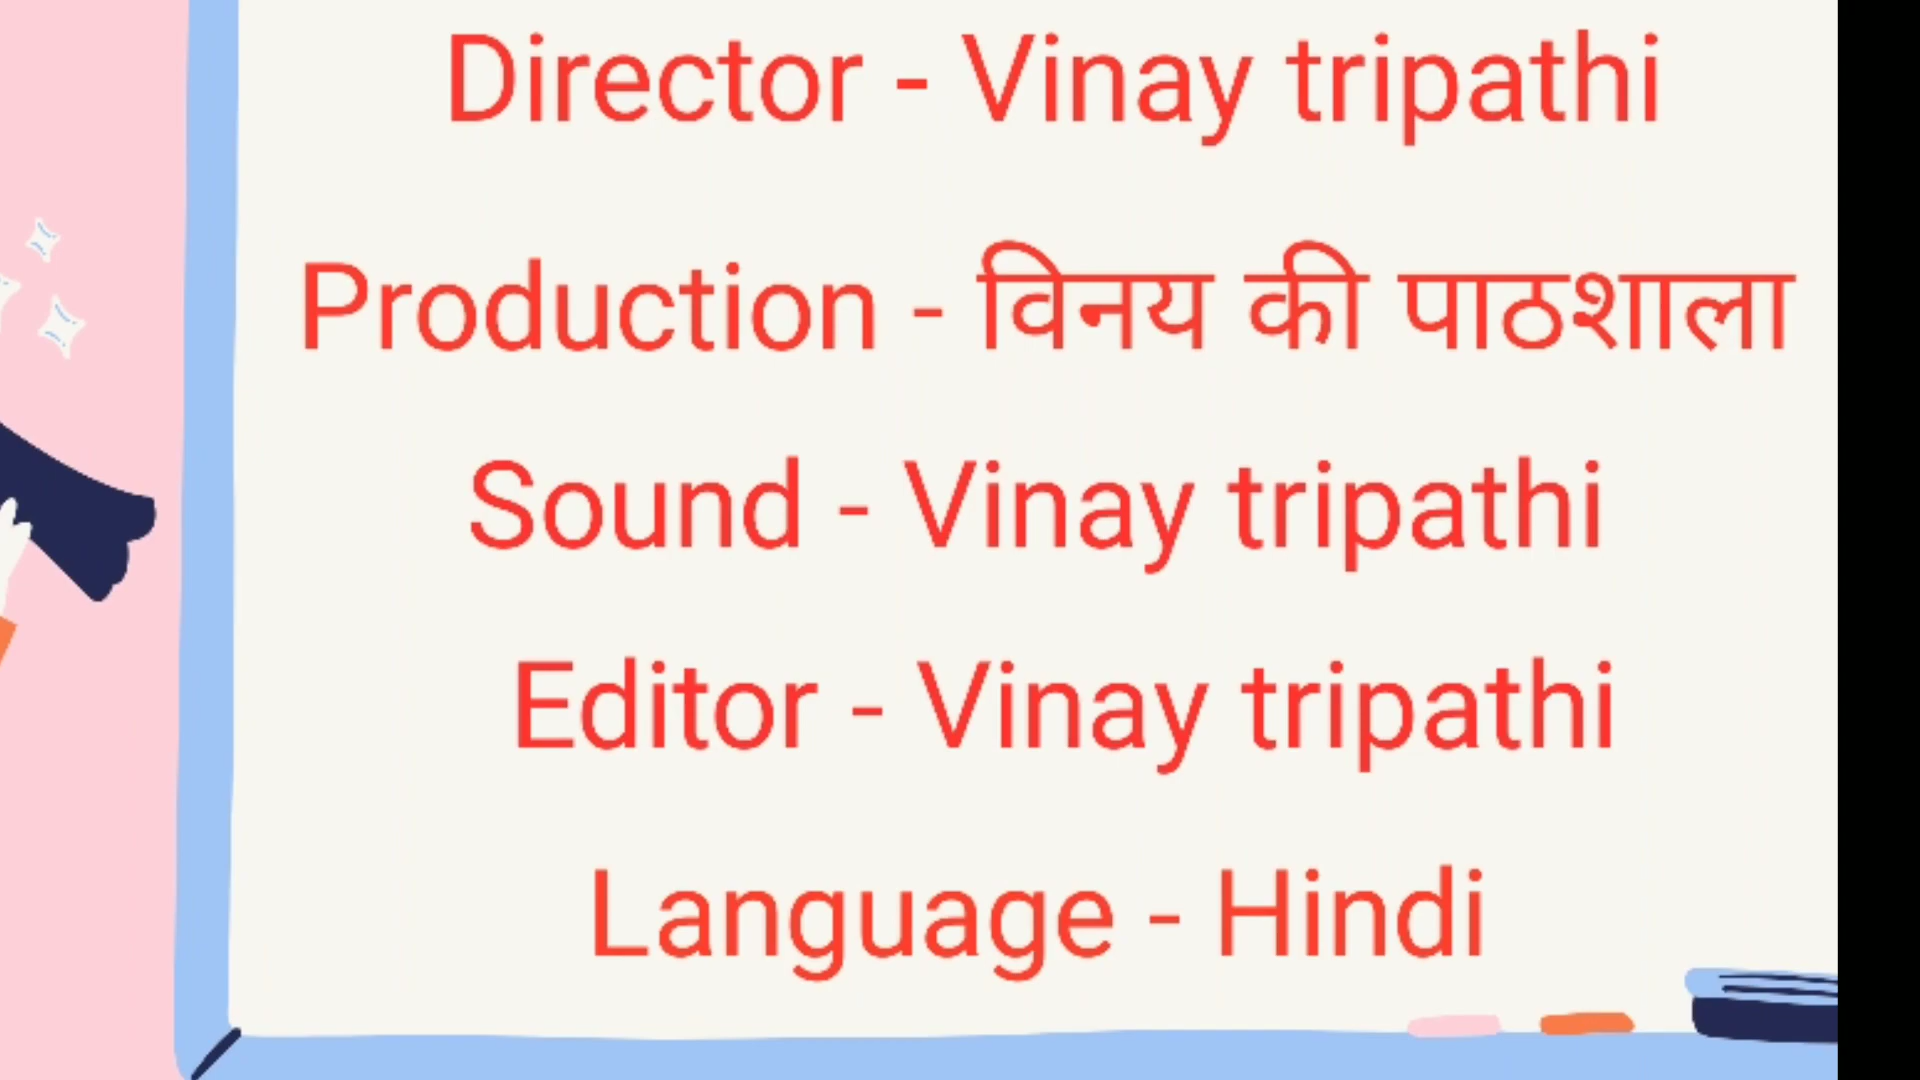 Director - Vinay tripathi
Production - विनय की पाठशाला
Sound - Vinay tripathi
Editor - Vinay tripathi
Language - Hindi